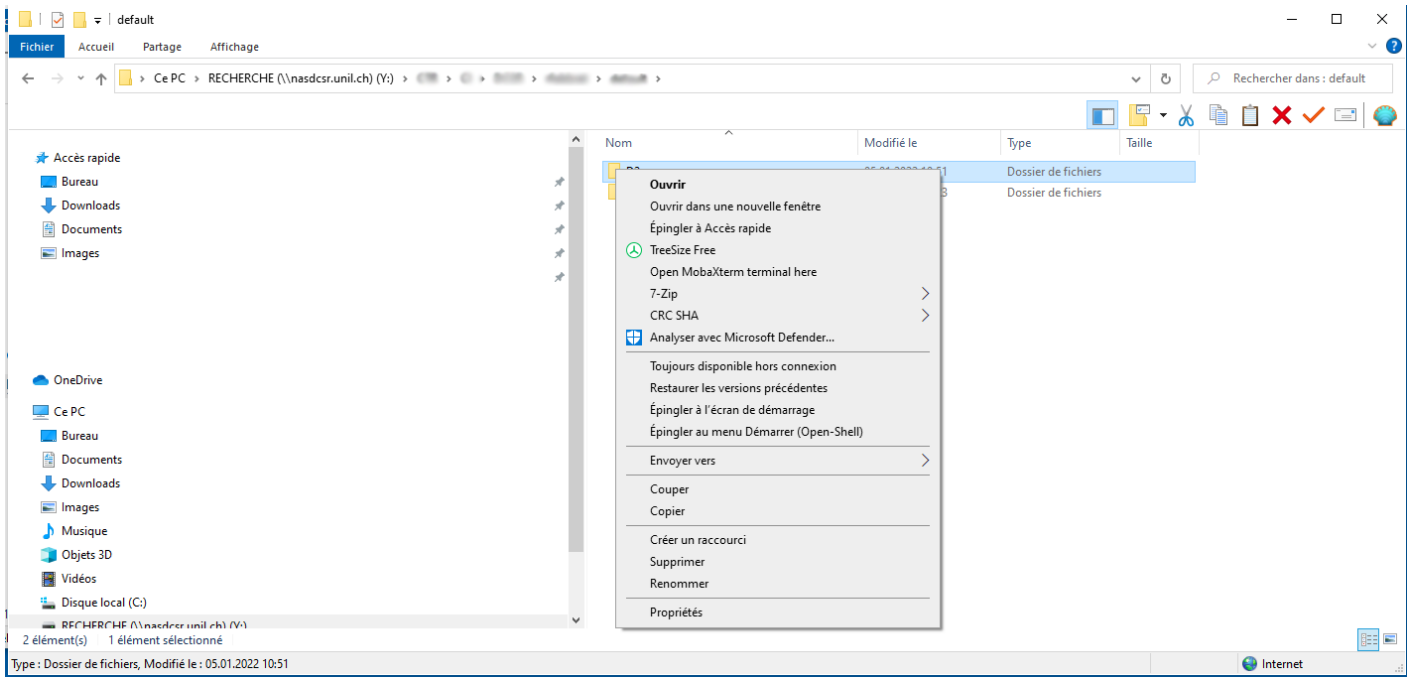 default
Fichier Accueil Partage Affichage
Ce PC > RECHERCHE (\\nasdcsr.unil.ch) (Y:) >
Rechercher dans : default
Nom Modifié le Type Taille
Accès rapide
Bureau
Downloads
Documents
Images
OneDrive
Ce PC
Bureau
Documents
Downloads
Images
Musique
Objets 3D
Vidéos
Disque local (C:)
RECHERCHE (\\nasdcsr.unil.ch) (Y:)
Dossier de fichiers
Dossier de fichiers
Ouvrir
Ouvrir dans une nouvelle fenêtre
Épingler à Accès rapide
TreeSize Free
Open MobaXterm terminal here
7-Zip
CRC SHA
Analyser avec Microsoft Defender...
Toujours disponible hors connexion
Restaurer les versions précédentes
Épingler à l'écran de démarrage
Épingler au menu Démarrer (Open-Shell)
Envoyer vers
Couper
Copier
Créer un raccourci
Supprimer
Renommer
Propriétés
2 élément(s) 1 élément sélectionné
Type : Dossier de fichiers, Modifié le : 05.01.2022 10:51
Internet